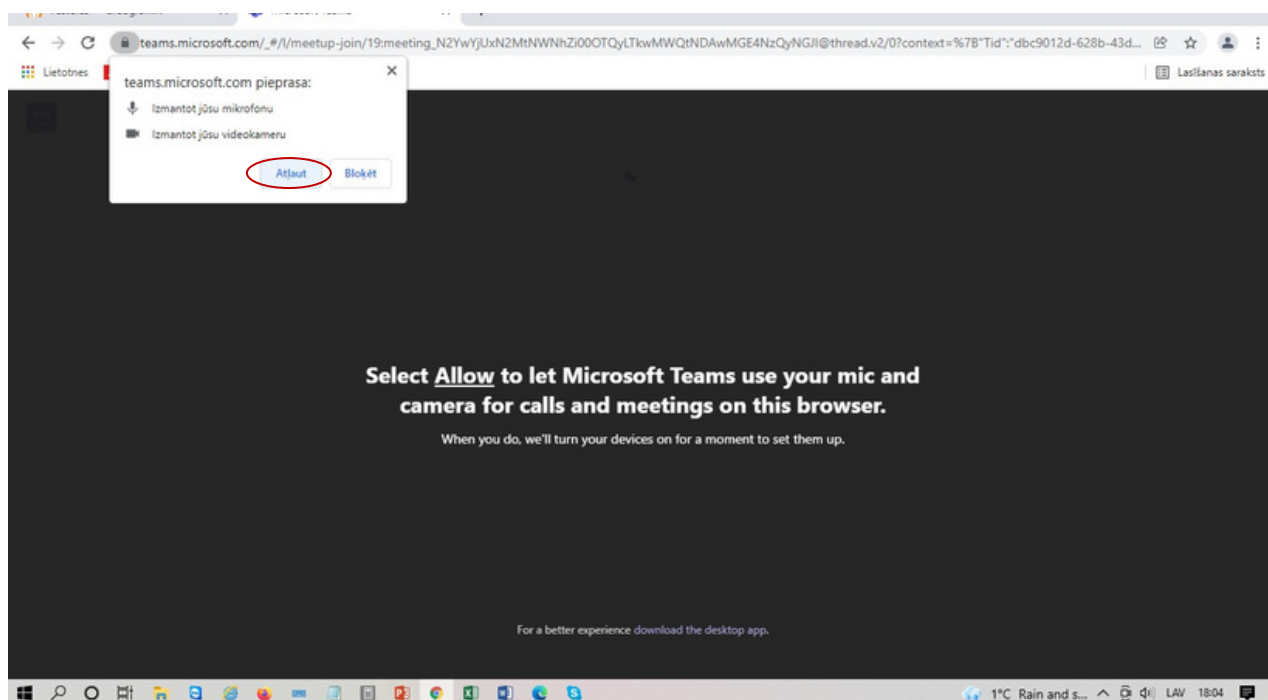 teams.microsoft.com/_#/l/meetup-join/19:meeting_N2YwYjUxN2MtNWNhZi00OTQyLTkwMWQtNDAwMGE4NzQyNGJl@thread.v2/0?context=%7B"Tid":"dbc9012d-628b-43d...
Lietotnes
Lasīšanas saraksts
teams.microsoft.com pieprasa:
Izmantot jūsu mikrofonu
Izmantot jūsu videokameru
Atļaut
Bloķēt
Select Allow to let Microsoft Teams use your mic and
camera for calls and meetings on this browser.
When you do, we'll turn your devices on for a moment to set them up.
For a better experience download the desktop app.
1°C Rain and s...
LAV
18:04